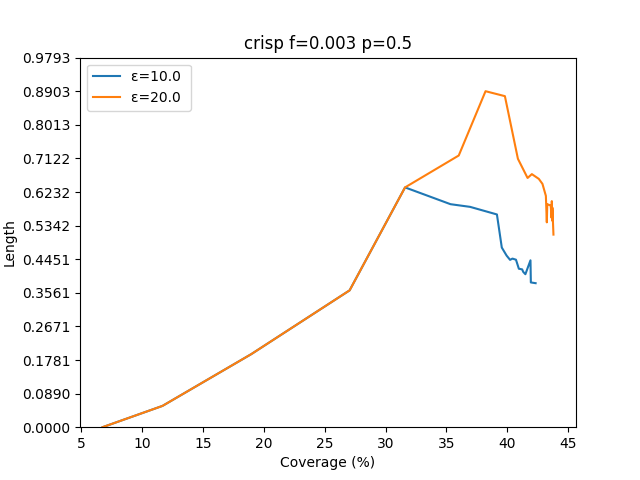 crisp f=0.003 p=0.5
0.9793
0.8903
0.8013
0.7122
0.6232
0.5342
0.4451
0.3561
0.2671
0.1781
0.0890
0.0000
Length
ε=10.0
ε=20.0
5 10 15 20 25 30 35 40 45
Coverage (%)